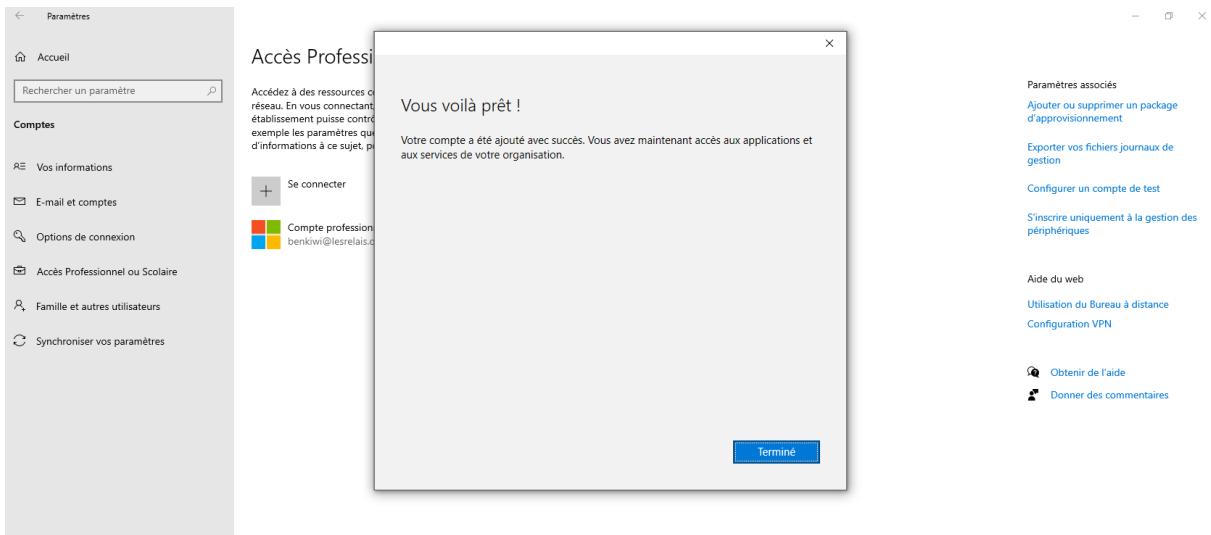 Paramètres
Accueil
Rechercher un paramètre
Comptes
Vos informations
E-mail et comptes
Options de connexion
Accès Professionnel ou Scolaire
Famille et autres utilisateurs
Synchroniser vos paramètres
Accès Professi
Accédez à des ressources
réseau. En vous connectant
établissement puisse
exemple les paramètres
d'informations à ce sujet,
Se connecter
Compte profession
benkiwi@lesrelais.
Vous voilà prêt !
Votre compte a été ajouté avec succès. Vous avez maintenant accès aux applications et
aux services de votre organisation.
Terminé
Paramètres associés
Ajouter ou supprimer un package
d'approvisionnement
Exporter vos fichiers journaux de
gestion
Configurer un compte de test
S'inscrire uniquement à la gestion des
périphériques
Aide du web
Utilisation du Bureau à distance
Configuration VPN
Obtenir de l'aide
Donner des commentaires